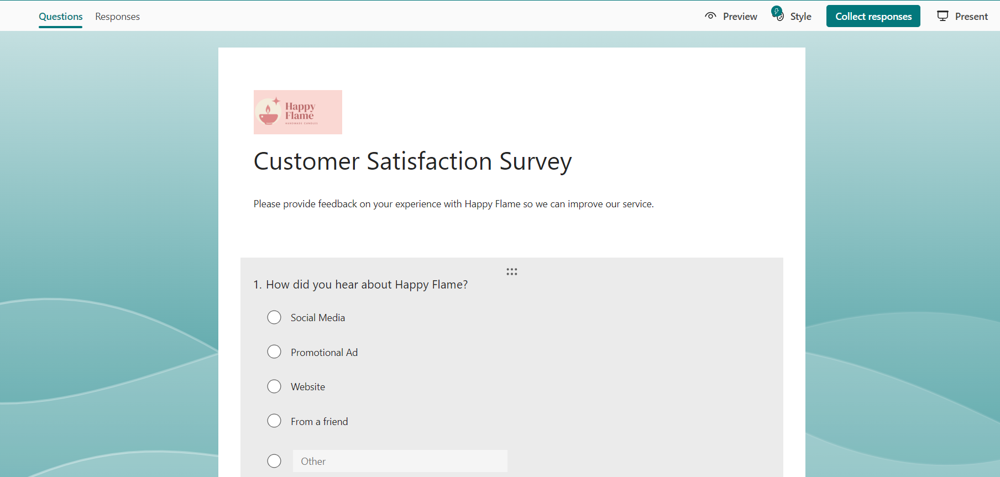 Questions Responses Preview Style Collect responses Present
Happy
Flame
HANDMADE CANDLES
Customer Satisfaction Survey
Please provide feedback on your experience with Happy Flame so we can improve our service.
1. How did you hear about Happy Flame?
Social Media
Promotional Ad
Website
From a friend
Other